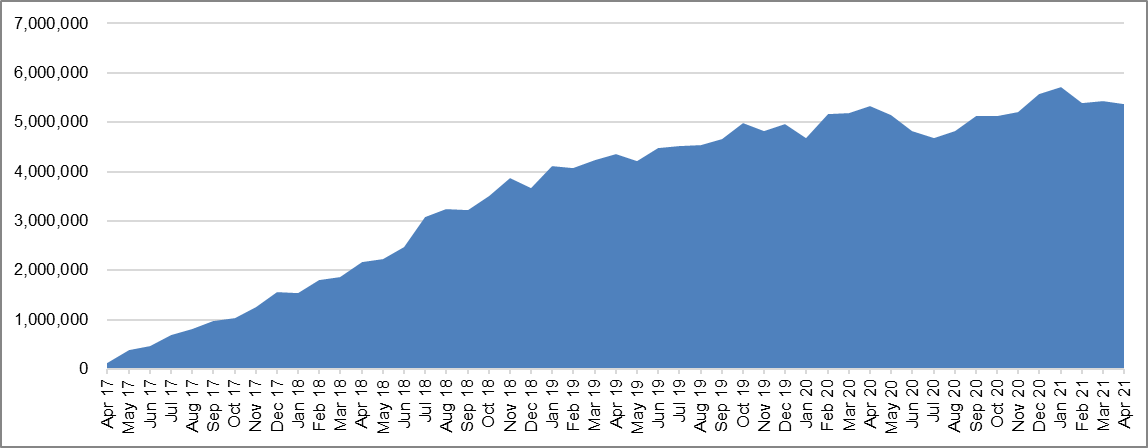 7,000,000
6,000,000
5,000,000
4,000,000
3,000,000
2,000,000
1,000,000
0
Apr 17
May 17
Jun 17
Jul 17
Aug 17
Sep 17
Oct 17
Nov 17
Dec 17
Jan 18
Feb 18
Mar 18
Apr 18
May 18
Jun 18
Jul 18
Aug 18
Sep 18
Oct 18
Nov 18
Dec 18
Jan 19
Feb 19
Mar 19
Apr 19
May 19
Jun 19
Jul 19
Aug 19
Sep 19
Oct 19
Nov 19
Dec 19
Jan 20
Feb 20
Mar 20
Apr 20
May 20
Jun 20
Jul 20
Aug 20
Sep 20
Oct 20
Nov 20
Dec 20
Jan 21
Feb 21
Mar 21
Apr 21